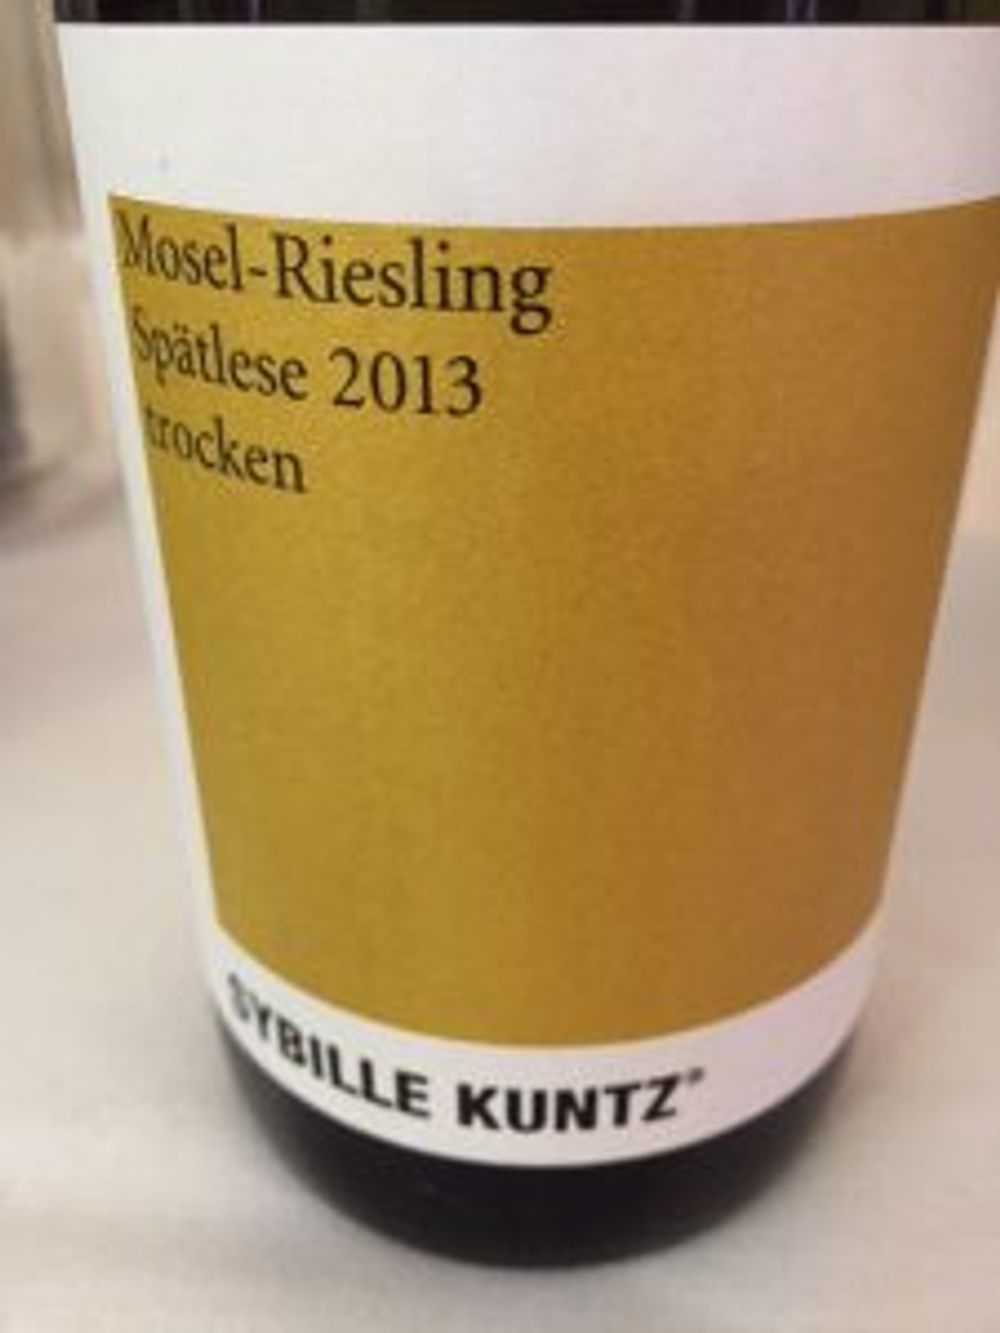 Mosel-Riesling
Spätlese 2013
trocken
SYBILLE KUNTZ®